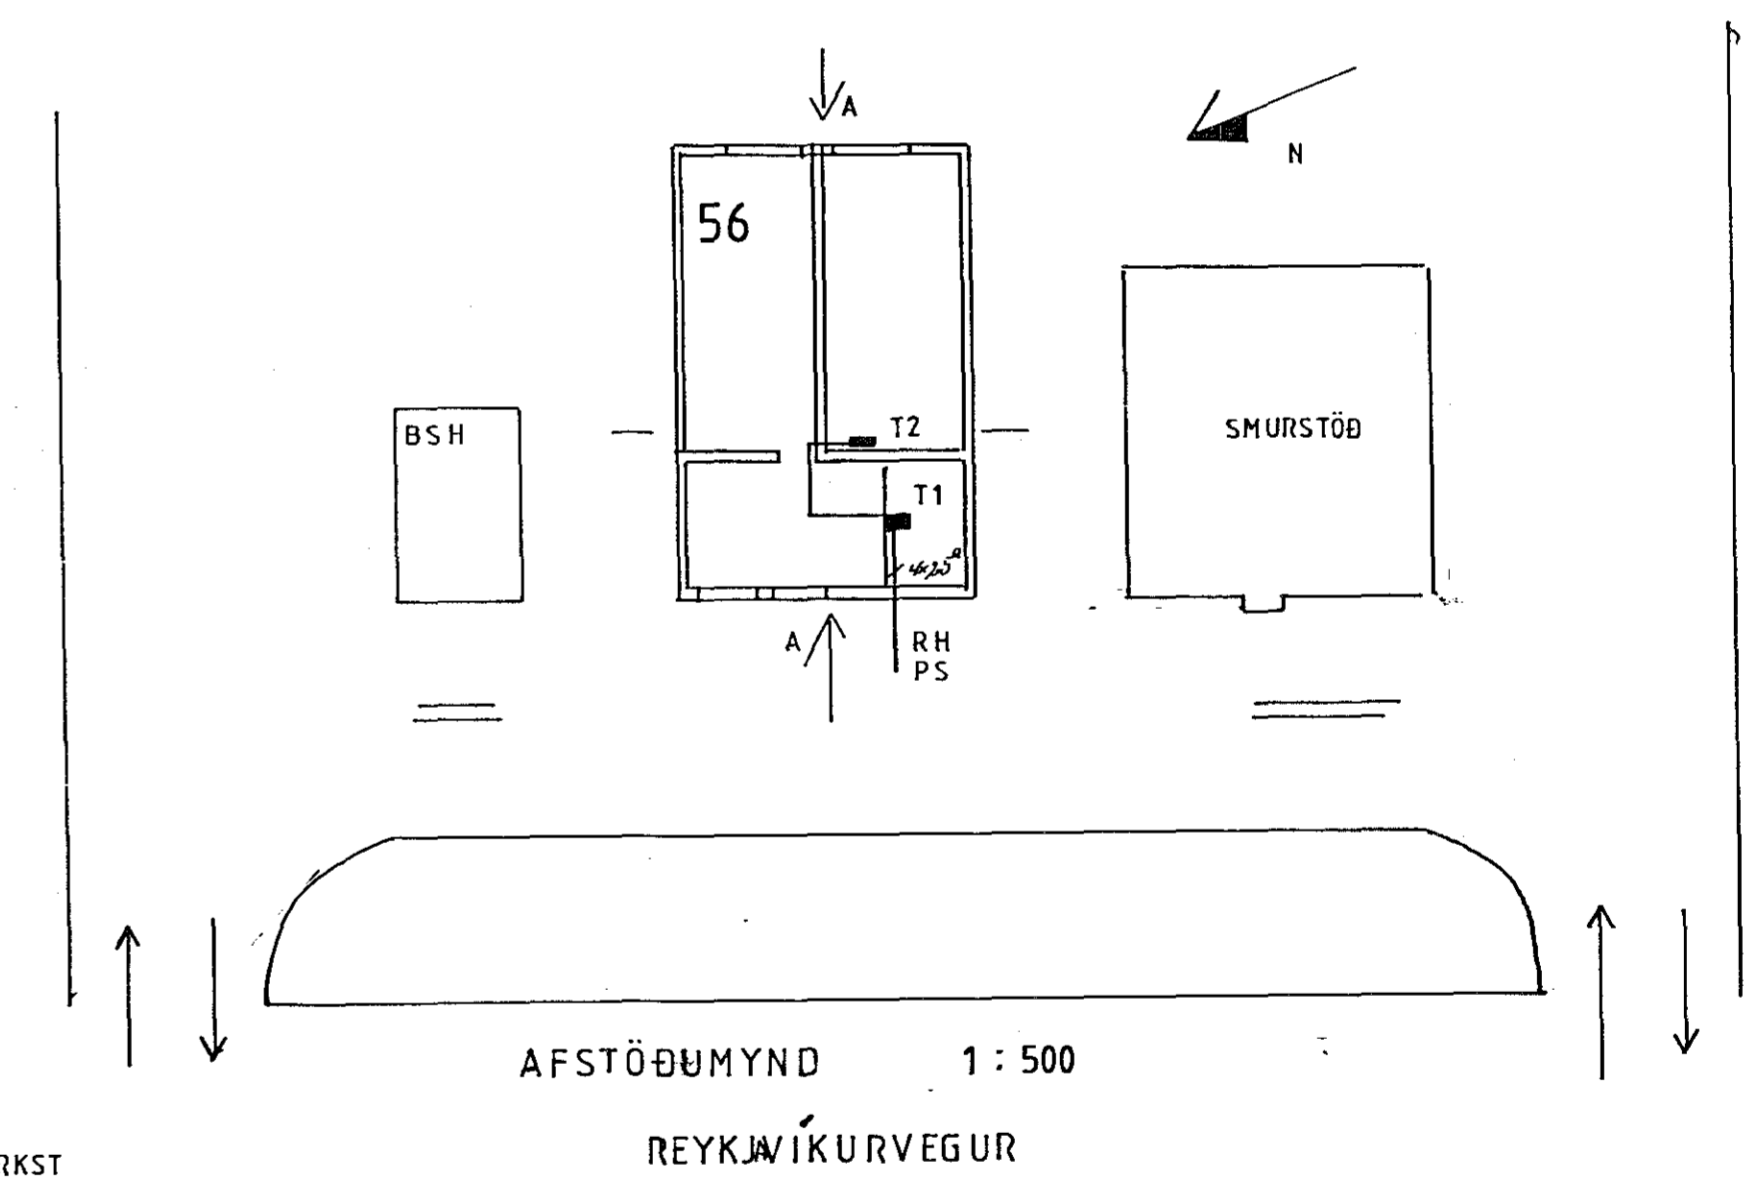 A
N
56
BSH
T2
SMURSTÖÐ
T1
A
RH
PS
AFSTÖÐUMYND 1:500
REYKJAVÍKURVEGUR
RKST